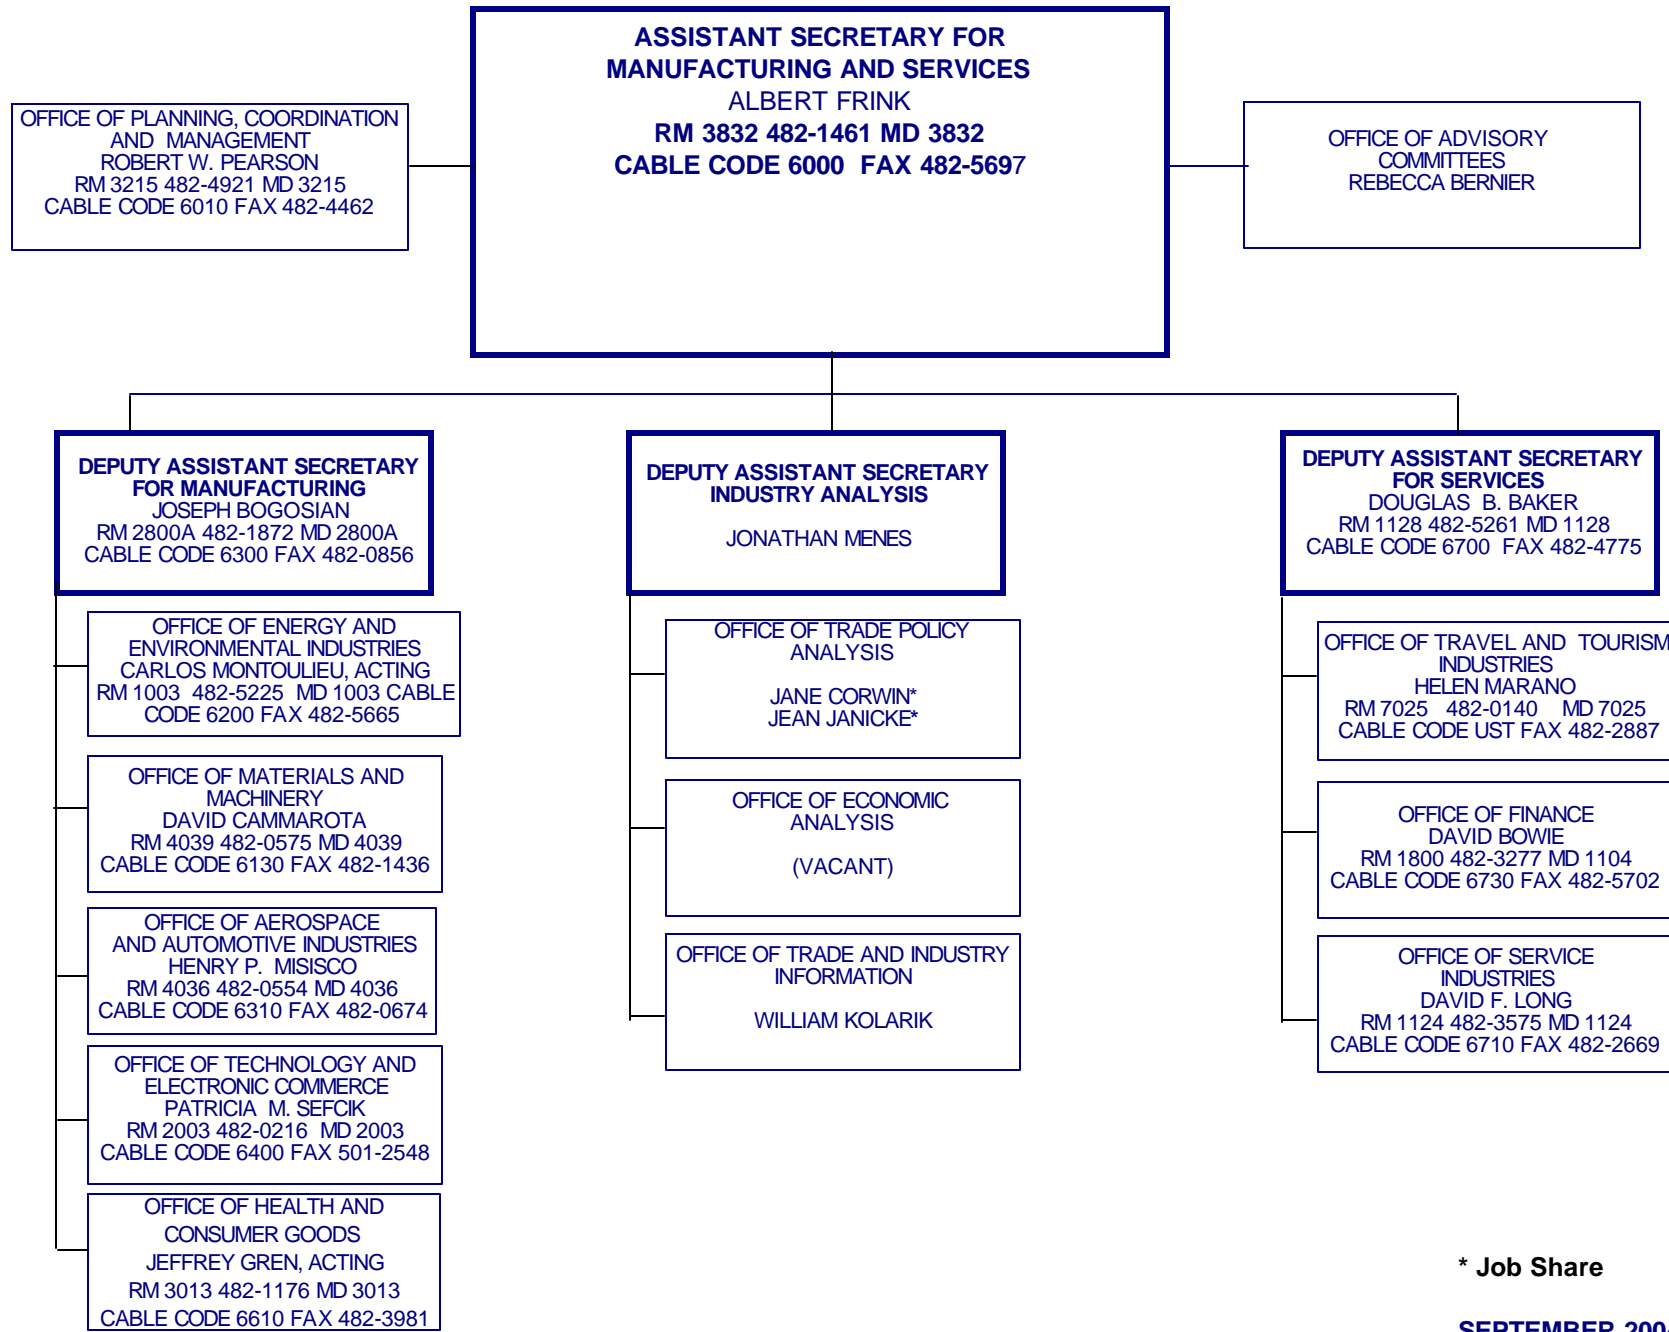 ASSISTANT SECRETARY FOR
MANUFACTURING AND SERVICES
ALBERT FRINK
RM 3832 482-1461 MD 3832
CABLE CODE 6000 FAX 482-5697
OFFICE OF PLANNING, COORDINATION
AND MANAGEMENT
ROBERT W. PEARSON
RM 3215 482-4921 MD 3215
CABLE CODE 6010 FAX 482-4462
OFFICE OF ADVISORY
COMMITTEES
REBECCA BERNIER
DEPUTY ASSISTANT SECRETARY
FOR MANUFACTURING
JOSEPH BOGOSIAN
RM 2800A 482-1872 MD 2800A
CABLE CODE 6300 FAX 482-0856
OFFICE OF ENERGY AND
ENVIRONMENTAL INDUSTRIES
CARLOS MONTOULIEU, ACTING
RM 1003 482-5225 MD 1003 CABLE
CODE 6200 FAX 482-5665
OFFICE OF MATERIALS AND
MACHINERY
DAVID CAMMAROTA
RM 4039 482-0575 MD 4039
CABLE CODE 6130 FAX 482-1436
OFFICE OF AEROSPACE
AND AUTOMOTIVE INDUSTRIES
HENRY P. MISISCO
RM 4036 482-0554 MD 4036
CABLE CODE 6310 FAX 482-0674
OFFICE OF TECHNOLOGY AND
ELECTRONIC COMMERCE
PATRICIA M. SEFCIK
RM 2003 482-0216 MD 2003
CABLE CODE 6400 FAX 501-2548
OFFICE OF HEALTH AND
CONSUMER GOODS
JEFFREY GREN, ACTING
RM 3013 482-1176 MD 3013
CABLE CODE 6610 FAX 482-3981
DEPUTY ASSISTANT SECRETARY
INDUSTRY ANALYSIS
JONATHAN MENES
OFFICE OF TRADE POLICY
ANALYSIS
JANE CORWIN*
JEAN JANICKE*
OFFICE OF ECONOMIC
ANALYSIS
(VACANT)
OFFICE OF TRADE AND INDUSTRY
INFORMATION
WILLIAM KOLARIK
DEPUTY ASSISTANT SECRETARY
FOR SERVICES
DOUGLAS B. BAKER
RM 1128 482-5261 MD 1128
CABLE CODE 6700 FAX 482-4775
OFFICE OF TRAVEL AND TOURISM
INDUSTRIES
HELEN MARANO
RM 7025 482-0140 MD 7025
CABLE CODE UST FAX 482-2887
OFFICE OF FINANCE
DAVID BOWIE
RM 1800 482-3277 MD 1104
CABLE CODE 6730 FAX 482-5702
OFFICE OF SERVICE
INDUSTRIES
DAVID F. LONG
RM 1124 482-3575 MD 1124
CABLE CODE 6710 FAX 482-2669
* Job Share
SEPTEMBER